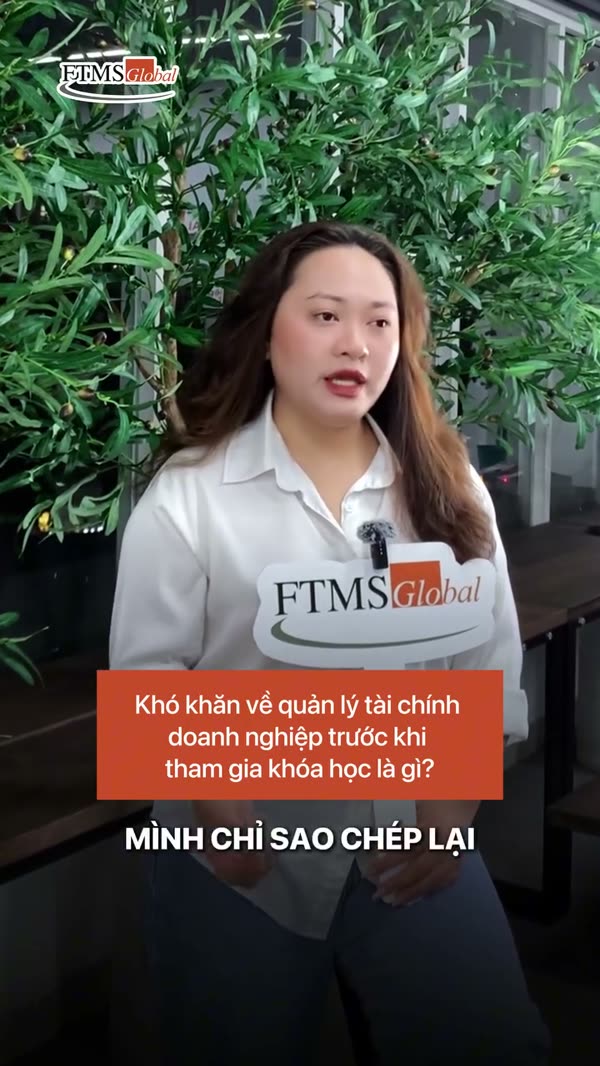 FTMS Global
FTMS Global
Khó khăn về quản lý tài chính
doanh nghiệp trước khi
tham gia khóa học là gì?
MÌNH CHỈ SAO CHÉP LẠI